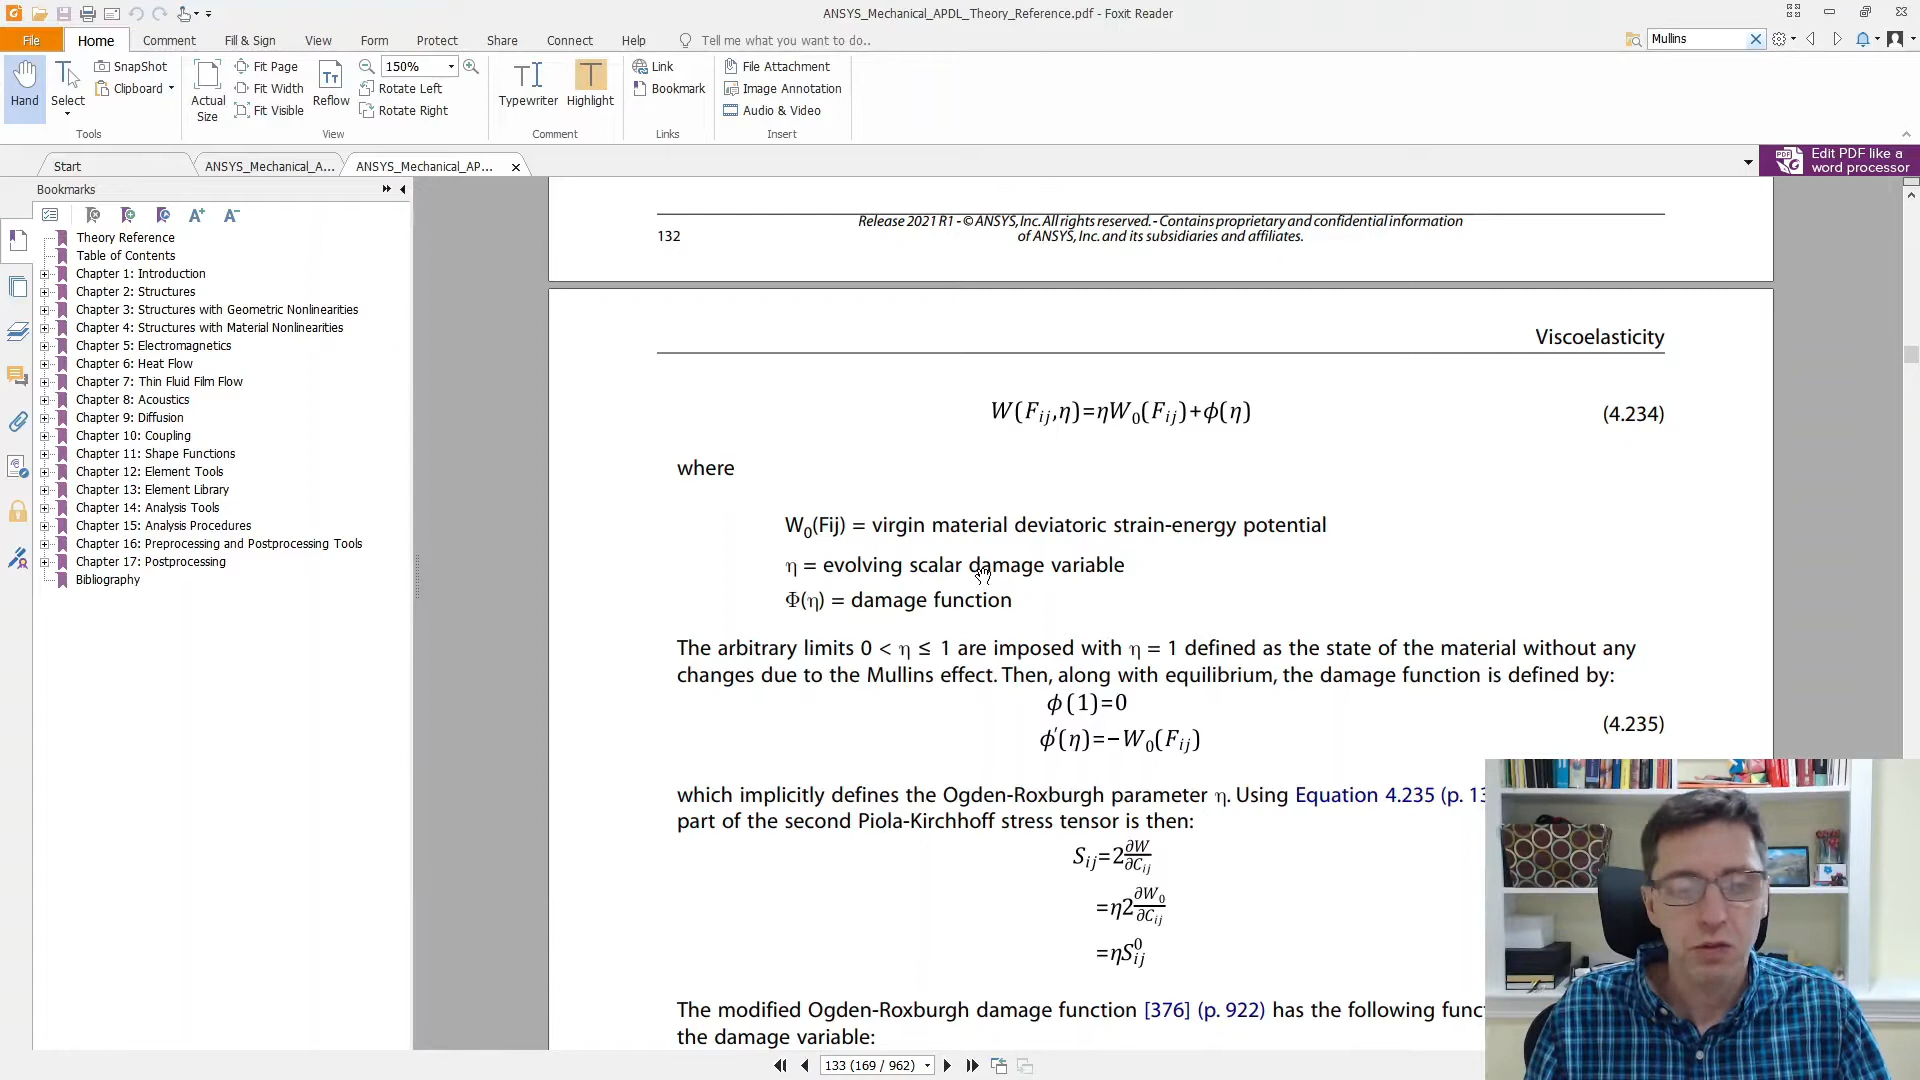 ANSYS_Mechanical_APDL_Theory_Reference.pdf - Foxit Reader
File Home Comment Fill & Sign View Form Protect Share Connect Help Tell me what you want to do.. Mullins
Hand
Select
SnapShot
Clipboard
Tools
Actual Size
Fit Page
Fit Width
Fit Visible
Reflow
150%
Rotate Left
Rotate Right
View
Typewriter
Highlight
Comment
Link
Bookmark
Links
File Attachment
Image Annotation
Audio & Video
Insert
Start ANSYS_Mechanical_A... ANSYS_Mechanical_AP...
Edit PDF like a
word processor
Bookmarks
Theory Reference
Table of Contents
Chapter 1: Introduction
Chapter 2: Structures
Chapter 3: Structures with Geometric Nonlinearities
Chapter 4: Structures with Material Nonlinearities
Chapter 5: Electromagnetics
Chapter 6: Heat Flow
Chapter 7: Thin Fluid Film Flow
Chapter 8: Acoustics
Chapter 9: Diffusion
Chapter 10: Coupling
Chapter 11: Shape Functions
Chapter 12: Element Tools
Chapter 13: Element Library
Chapter 14: Analysis Tools
Chapter 15: Analysis Procedures
Chapter 16: Preprocessing and Postprocessing Tools
Chapter 17: Postprocessing
Bibliography
Release 2021 R1 - © ANSYS, Inc. All rights reserved. - Contains proprietary and confidential information
132 of ANSYS, Inc. and its subsidiaries and affiliates.
Viscoelasticity
W(F_ij,η)=ηW_0(F_ij)+ϕ(η) (4.234)
where
W_0(Fij) = virgin material deviatoric strain-energy potential
η = evolving scalar damage variable
Φ(η) = damage function
The arbitrary limits 0 < η ≤ 1 are imposed with η = 1 defined as the state of the material without any
changes due to the Mullins effect. Then, along with equilibrium, the damage function is defined by:
ϕ(1)=0
(4.235)
ϕ′(η)=−W_0(F_ij)
which implicitly defines the Ogden-Roxburgh parameter η. Using Equation 4.235 (p. 13
part of the second Piola-Kirchhoff stress tensor is then:
S_ij=2∂W/∂C_ij
=η2∂W_0/∂C_ij
=ηS^0_ij
The modified Ogden-Roxburgh damage function [376] (p. 922) has the following func
the damage variable:
133 (169 / 962)